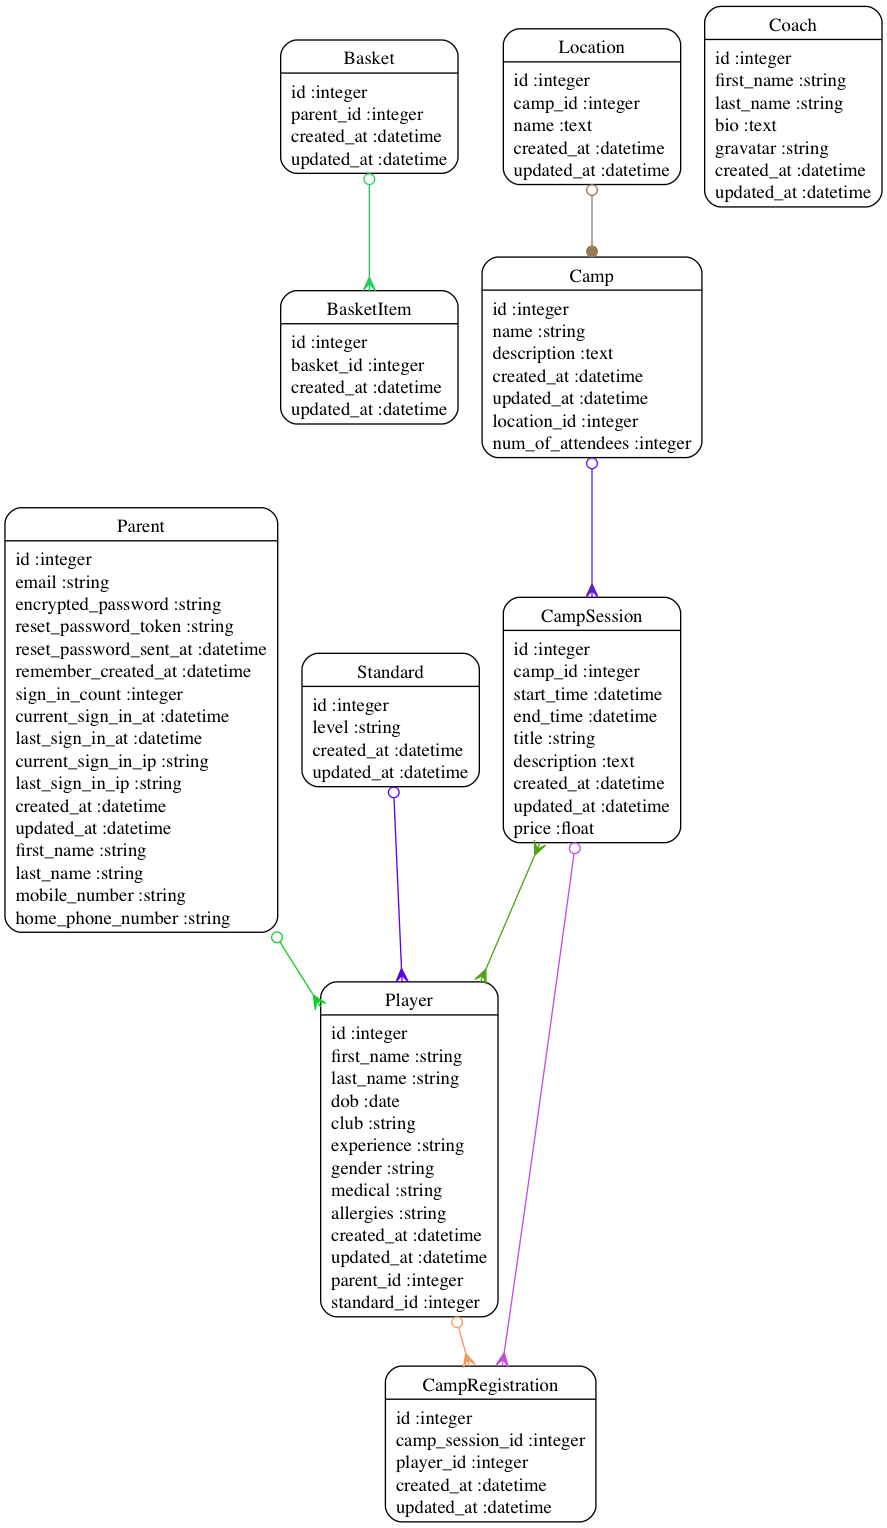 Basket
id :integer
parent_id :integer
created_at :datetime
updated_at :datetime
Location
id :integer
camp_id :integer
name :text
created_at :datetime
updated_at :datetime
Coach
id :integer
first_name :string
last_name :string
bio :text
gravatar :string
created_at :datetime
updated_at :datetime
BasketItem
id :integer
basket_id :integer
created_at :datetime
updated_at :datetime
Camp
id :integer
name :string
description :text
created_at :datetime
updated_at :datetime
location_id :integer
num_of_attendees :integer
Parent
id :integer
email :string
encrypted_password :string
reset_password_token :string
reset_password_sent_at :datetime
remember_created_at :datetime
sign_in_count :integer
current_sign_in_at :datetime
last_sign_in_at :datetime
current_sign_in_ip :string
last_sign_in_ip :string
created_at :datetime
updated_at :datetime
first_name :string
last_name :string
mobile_number :string
home_phone_number :string
Standard
id :integer
level :string
created_at :datetime
updated_at :datetime
CampSession
id :integer
camp_id :integer
start_time :datetime
end_time :datetime
title :string
description :text
created_at :datetime
updated_at :datetime
price :float
Player
id :integer
first_name :string
last_name :string
dob :date
club :string
experience :string
gender :string
medical :string
allergies :string
created_at :datetime
updated_at :datetime
parent_id :integer
standard_id :integer
CampRegistration
id :integer
camp_session_id :integer
player_id :integer
created_at :datetime
updated_at :datetime